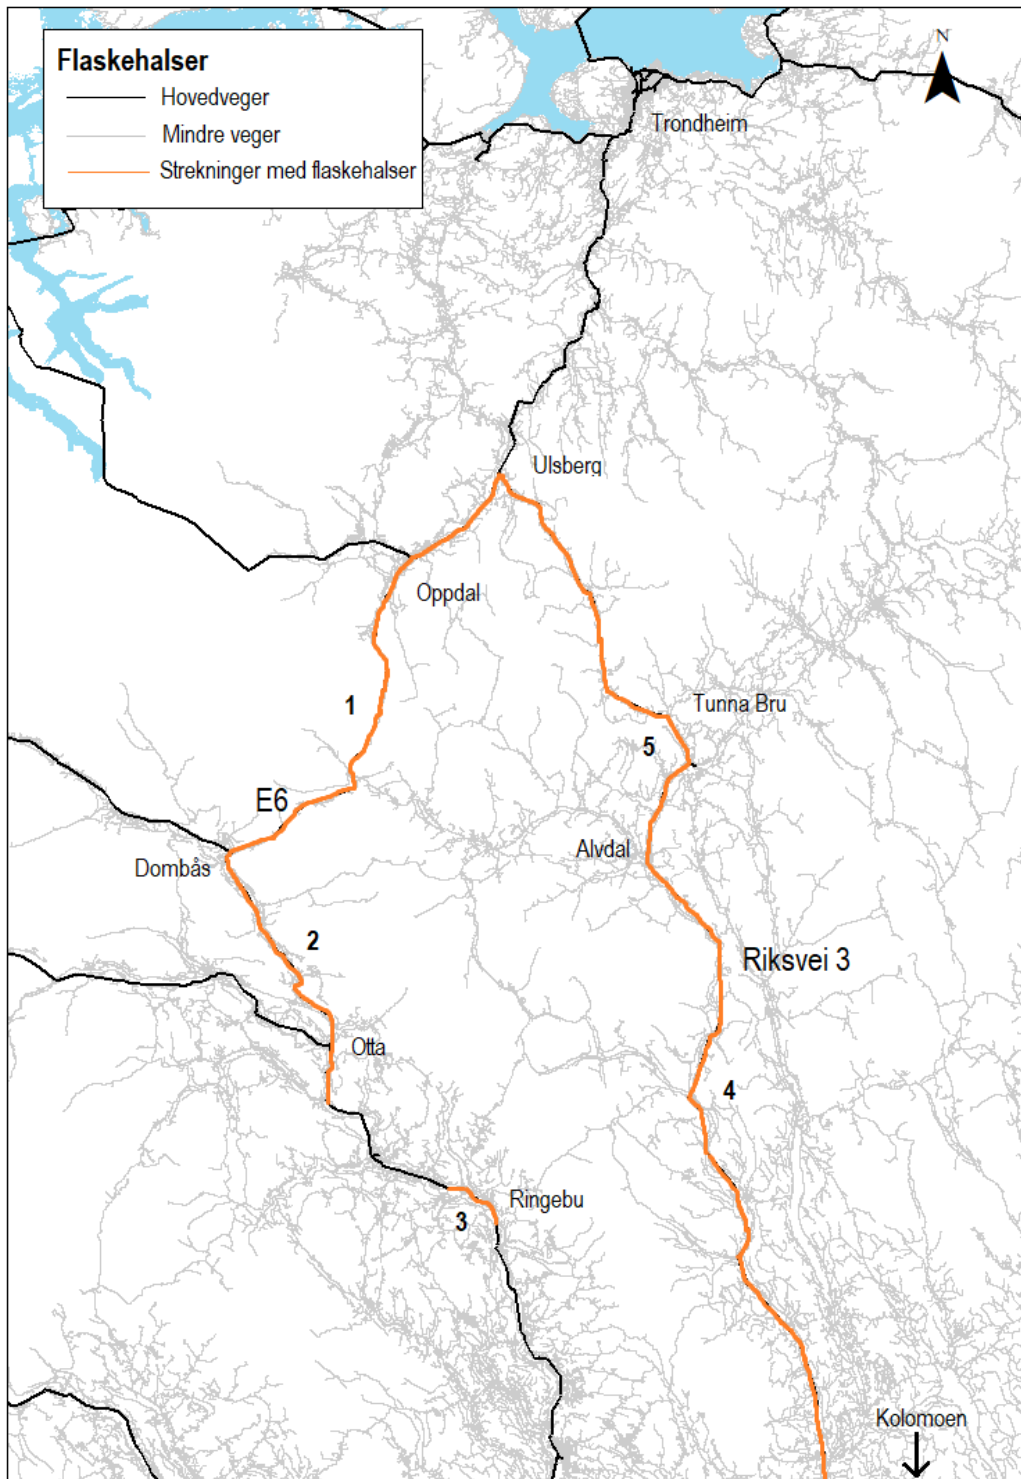 Flaskehalser
Hovedveger
Mindre veger
Strekninger med flaskehalser
N
Trondheim
Ulsberg
Oppdal
1
Tunna Bru
5
E6
Alvdal
Dombås
2
Riksvei 3
Otta
4
Ringebu
3
Kolomoen